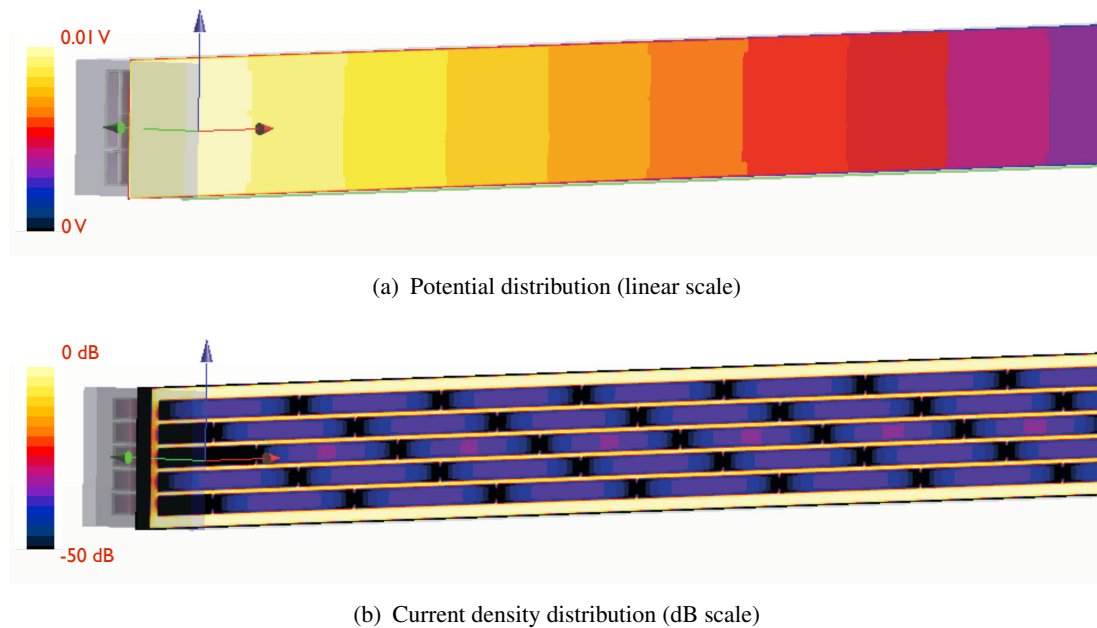 0.01 V
0 V
(a) Potential distribution (linear scale)
0 dB
-50 dB
(b) Current density distribution (dB scale)